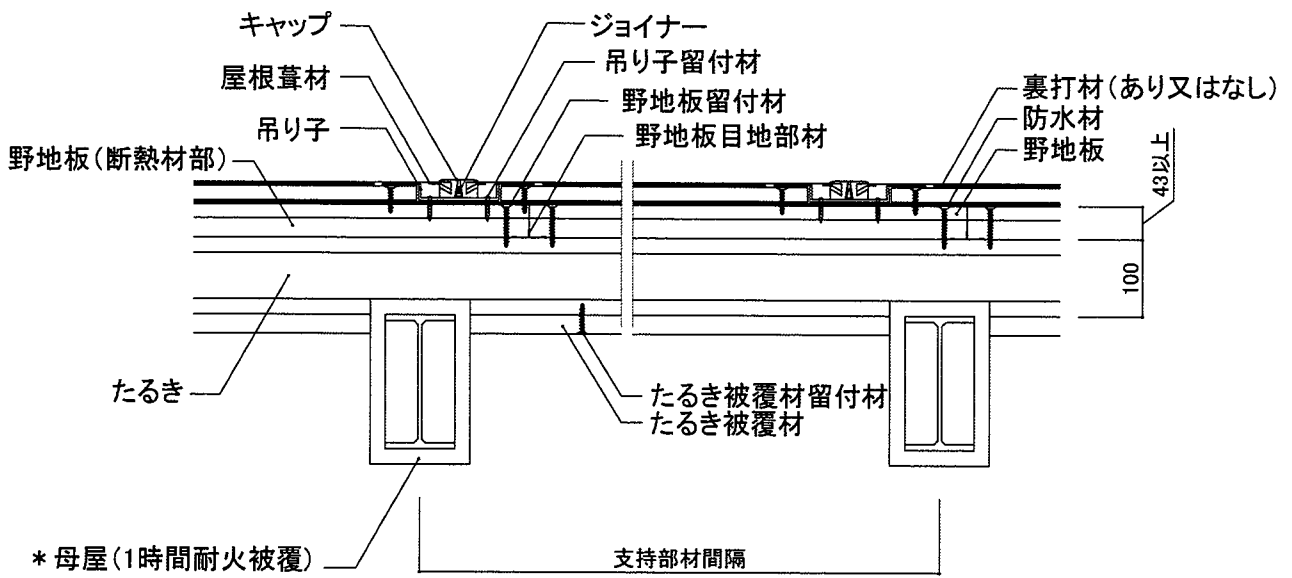 キャップ
ジョイナー
屋根葺材
吊り子留付材
野地板留付材
裏打材(あり又はなし)
吊り子
野地板目地部材
防水材
野地板(断熱材部)
野地板
43以上
100
たるき
たるき被覆材留付材
たるき被覆材
*母屋(1時間耐火被覆)
支持部材間隔